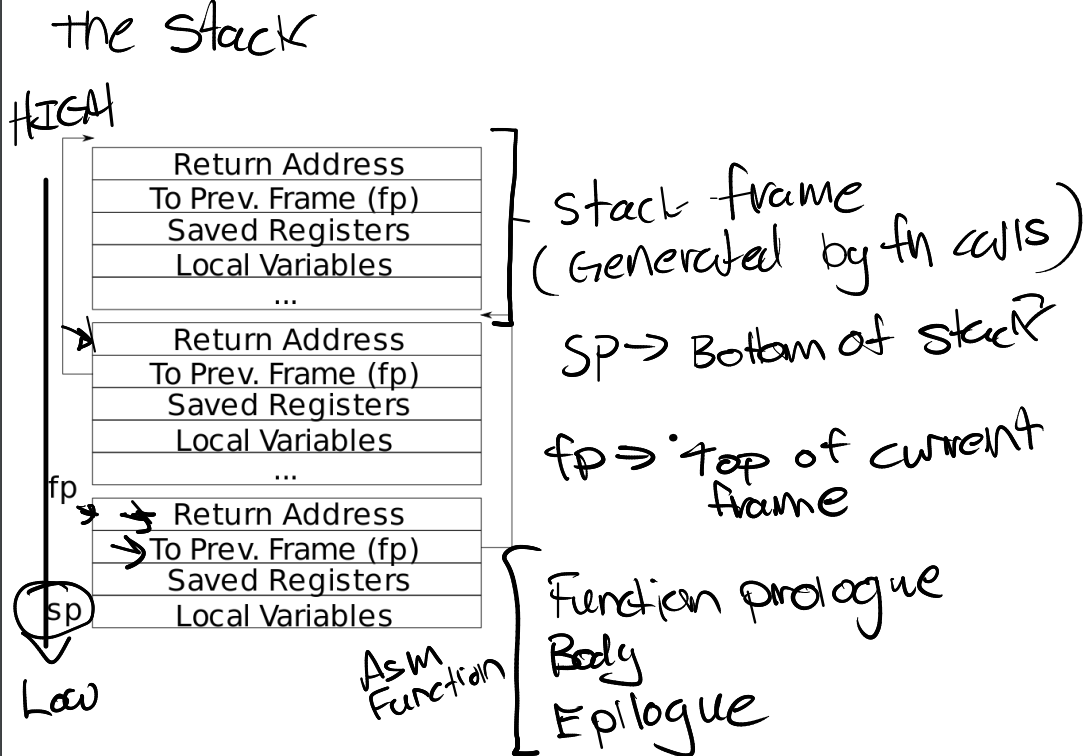 The Stack
HIGH
Return Address
To Prev. Frame (fp)
Saved Registers
Local Variables
...
Stack frame
(Generated by fn calls)
Return Address
To Prev. Frame (fp)
Saved Registers
Local Variables
...
SP → Bottom of stack
fp ⇒ Top of current
frame
fp
Return Address
To Prev. Frame (fp)
Saved Registers
Local Variables
sp
Low
Asm
Function
Function prologue
Body
Epilogue